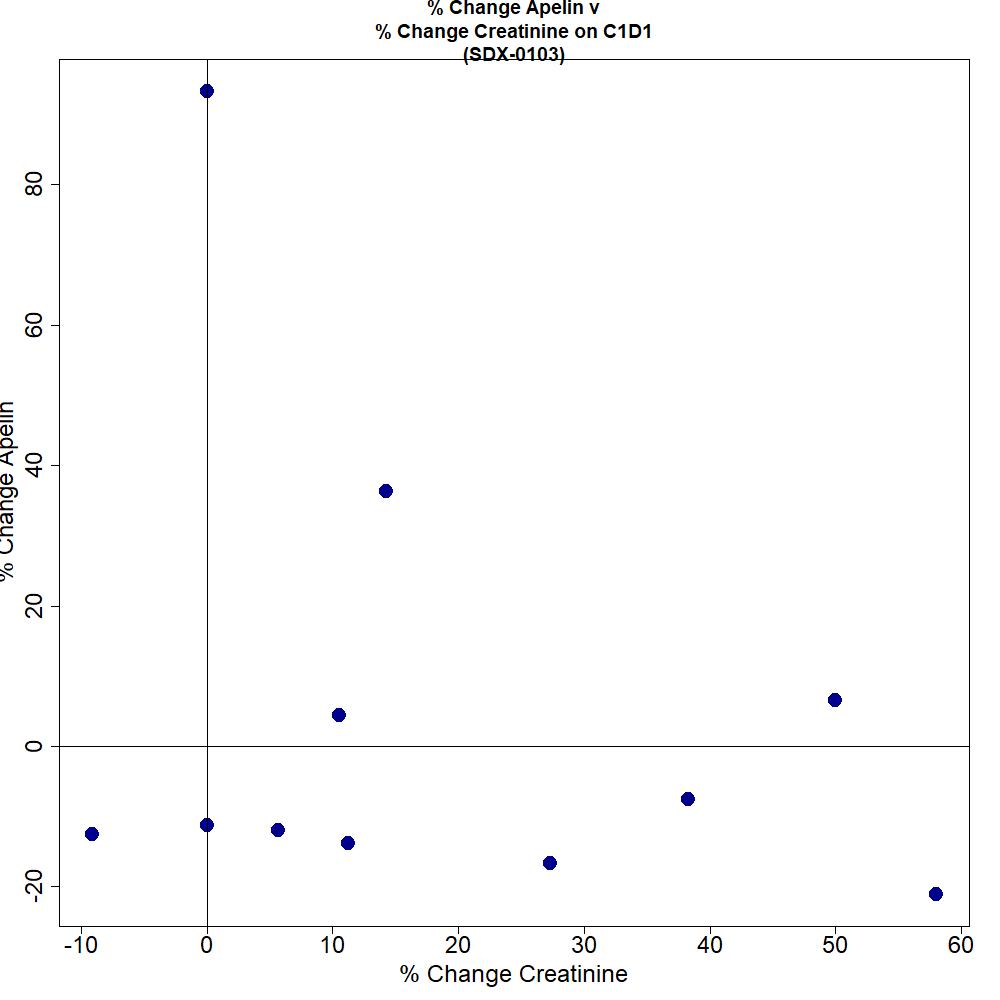 % Change Apelin v
% Change Creatinine on C1D1
(SDX-0103)
% Change Apelin
80
60
40
20
0
-20
-10 0 10 20 30 40 50 60
% Change Creatinine